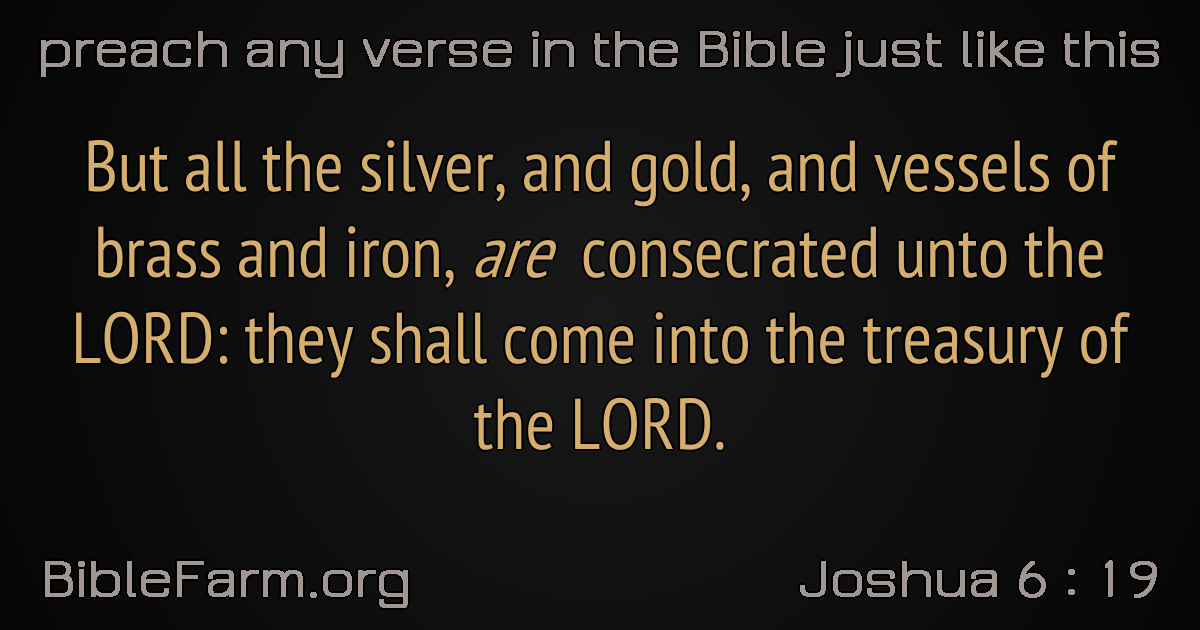 preach any verse in the Bible just like this
But all the silver, and gold, and vessels of
brass and iron, are consecrated unto the
LORD: they shall come into the treasury of
the LORD.
BibleFarm.org
Joshua 6 : 19